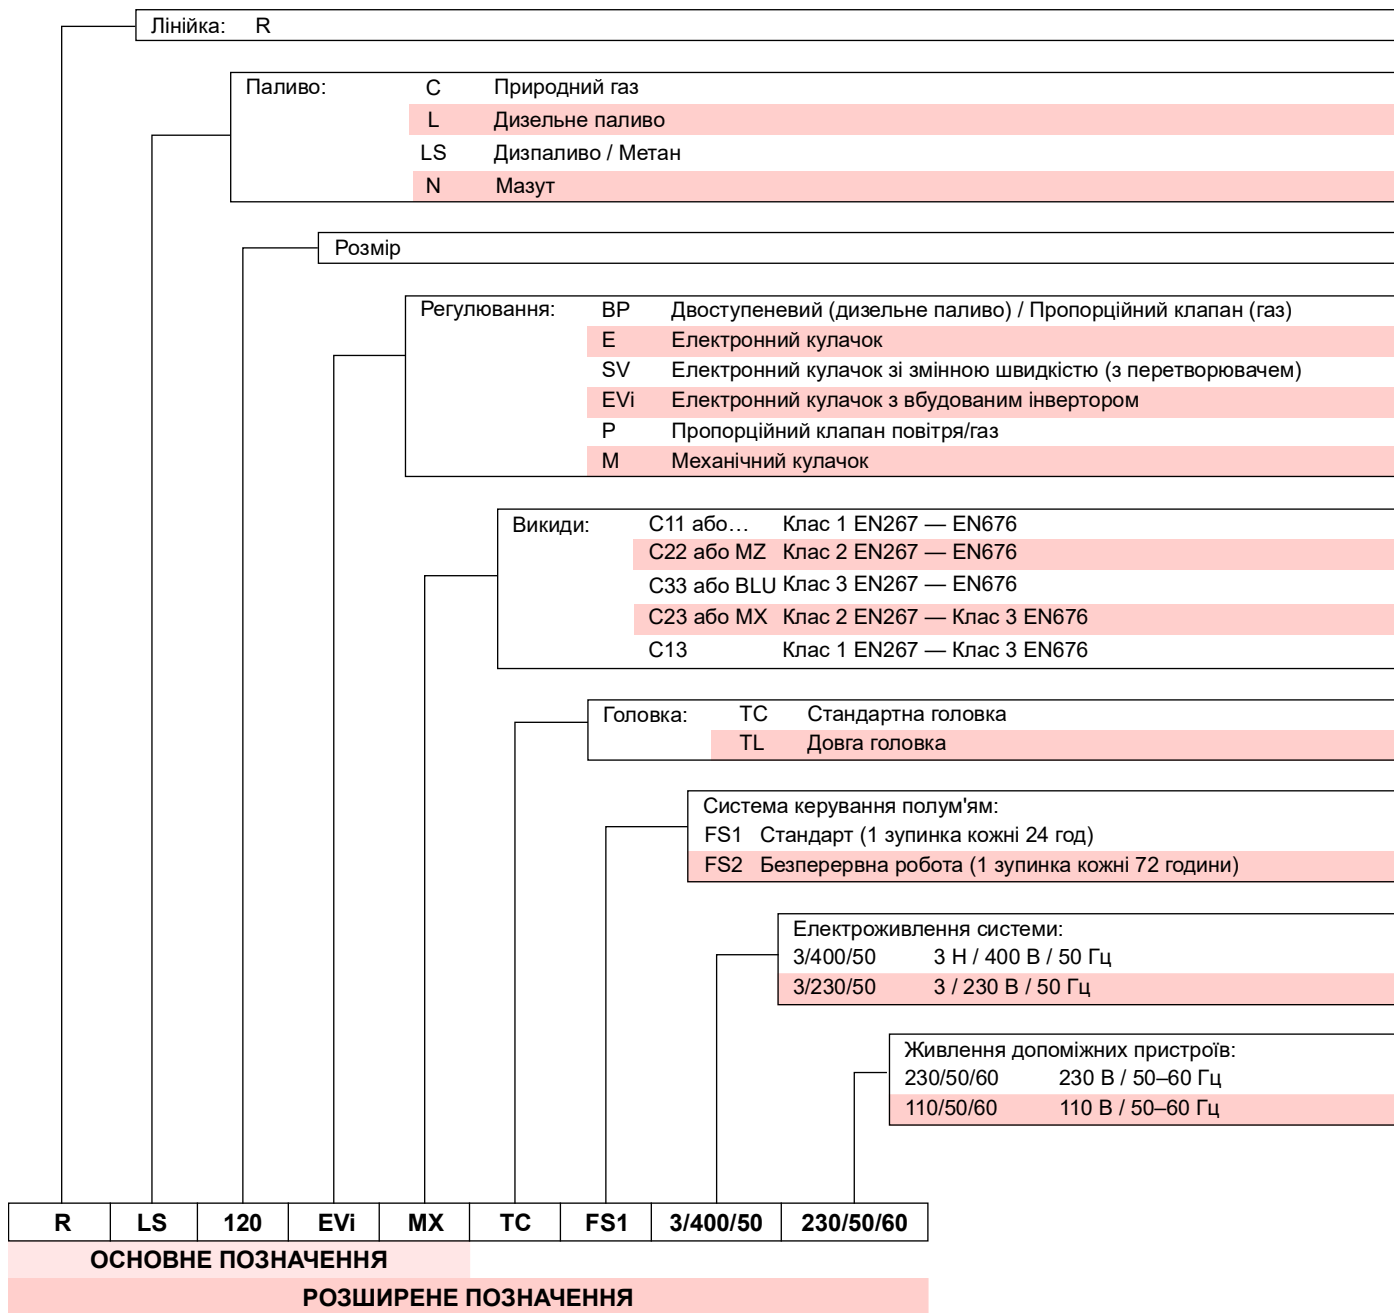 Лінійка: R
Паливо: C Природний газ
L Дизельне паливо
LS Дизпаливо / Метан
N Мазут
Розмір
Регулювання: BP Двоступеневий (дизельне паливо) / Пропорційний клапан (газ)
E Електронний кулачок
SV Електронний кулачок зі змінною швидкістю (з перетворювачем)
EVi Електронний кулачок з вбудованим інвертором
P Пропорційний клапан повітря/газ
M Механічний кулачок
Викиди: C11 або… Клас 1 EN267 — EN676
C22 або MZ Клас 2 EN267 — EN676
C33 або BLU Клас 3 EN267 — EN676
C23 або MX Клас 2 EN267 — Клас 3 EN676
C13 Клас 1 EN267 — Клас 3 EN676
Головка: TC Стандартна головка
TL Довга головка
Система керування полум'ям:
FS1 Стандарт (1 зупинка кожні 24 год)
FS2 Безперервна робота (1 зупинка кожні 72 години)
Електроживлення системи:
3/400/50 3 Н / 400 В / 50 Гц
3/230/50 3 / 230 В / 50 Гц
Живлення допоміжних пристроїв:
230/50/60 230 В / 50–60 Гц
110/50/60 110 В / 50–60 Гц
R LS 120 EVi MX TC FS1 3/400/50 230/50/60
ОСНОВНЕ ПОЗНАЧЕННЯ
РОЗШИРЕНЕ ПОЗНАЧЕННЯ